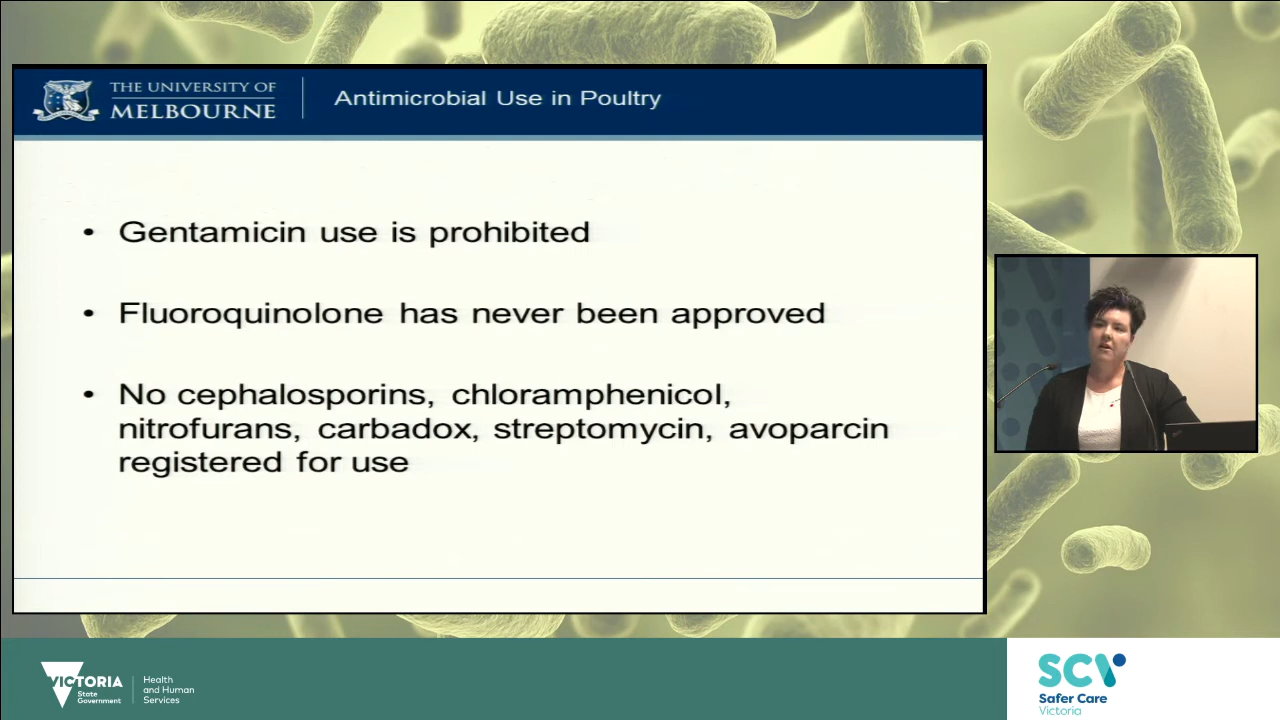 THE UNIVERSITY OF
MELBOURNE
Antimicrobial Use in Poultry
• Gentamicin use is prohibited
• Fluoroquinolone has never been approved
• No cephalosporins, chloramphenicol,
nitrofurans, carbadox, streptomycin, avoparcin
registered for use
VICTORIA
State
Government
Health
and Human
Services
SCV
Safer Care
Victoria